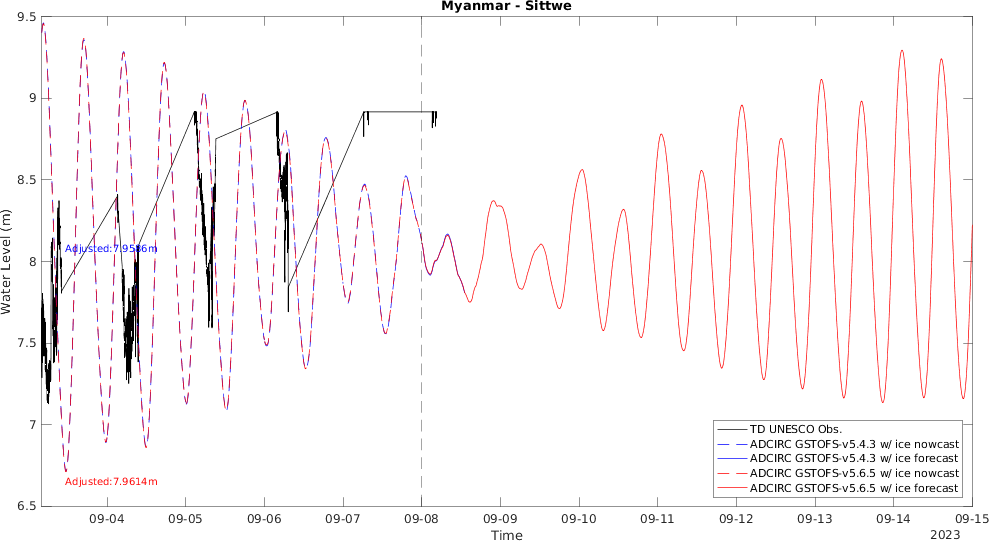 Myanmar - Sittwe
9.5
9
8.5
8
7.5
7
6.5
Water Level (m)
Adjusted:7.9586m
Adjusted:7.9614m
TD UNESCO Obs.
ADCIRC GSTOFS-v5.4.3 w/ ice nowcast
ADCIRC GSTOFS-v5.4.3 w/ ice forecast
ADCIRC GSTOFS-v5.6.5 w/ ice nowcast
ADCIRC GSTOFS-v5.6.5 w/ ice forecast
09-04 09-05 09-06 09-07 09-08 09-09 09-10 09-11 09-12 09-13 09-14 09-15
Time
2023